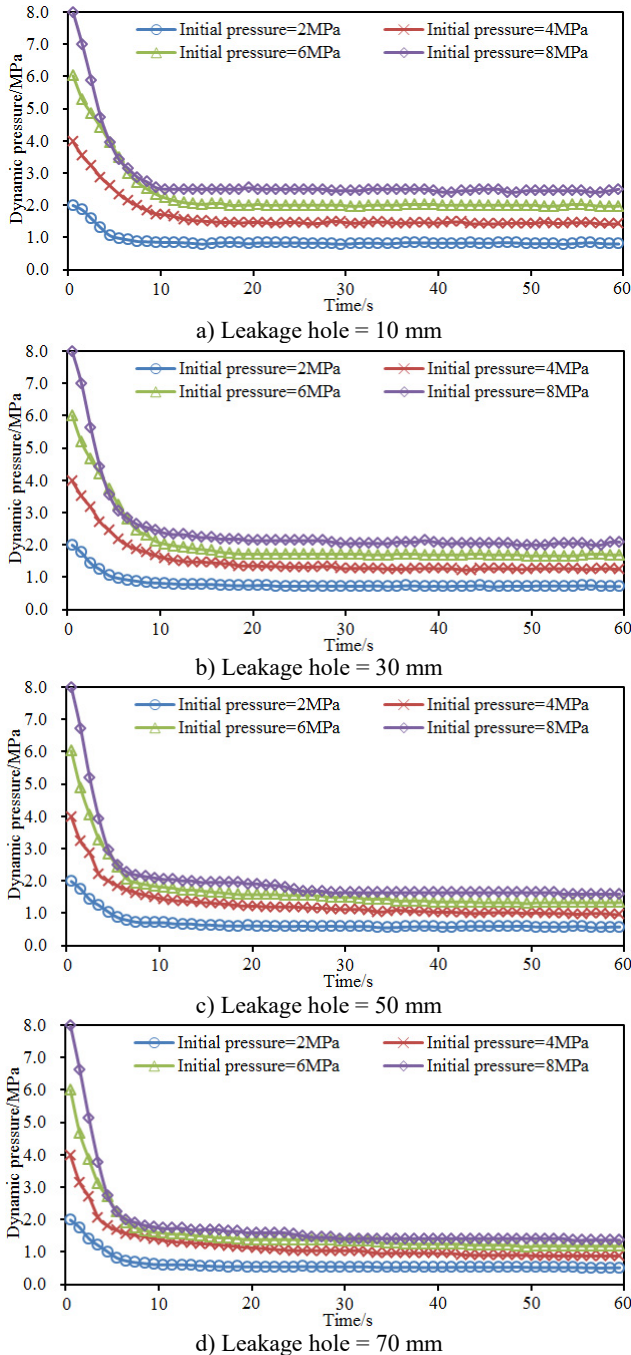 8.0
7.0
6.0
5.0
4.0
3.0
2.0
1.0
0.0
Dynamic pressure/MPa
Initial pressure=2MPa Initial pressure=4MPa
Initial pressure=6MPa Initial pressure=8MPa
0 10 20 30 40 50 60
Time/s
a) Leakage hole = 10 mm
8.0
7.0
6.0
5.0
4.0
3.0
2.0
1.0
0.0
Dynamic pressure/MPa
Initial pressure=2MPa Initial pressure=4MPa
Initial pressure=6MPa Initial pressure=8MPa
0 10 20 30 40 50 60
Time/s
b) Leakage hole = 30 mm
8.0
7.0
6.0
5.0
4.0
3.0
2.0
1.0
0.0
Dynamic pressure/MPa
Initial pressure=2MPa Initial pressure=4MPa
Initial pressure=6MPa Initial pressure=8MPa
0 10 20 30 40 50 60
Time/s
c) Leakage hole = 50 mm
8.0
7.0
6.0
5.0
4.0
3.0
2.0
1.0
0.0
Dynamic pressure/MPa
Initial pressure=2MPa Initial pressure=4MPa
Initial pressure=6MPa Initial pressure=8MPa
0 10 20 30 40 50 60
Time/s
d) Leakage hole = 70 mm